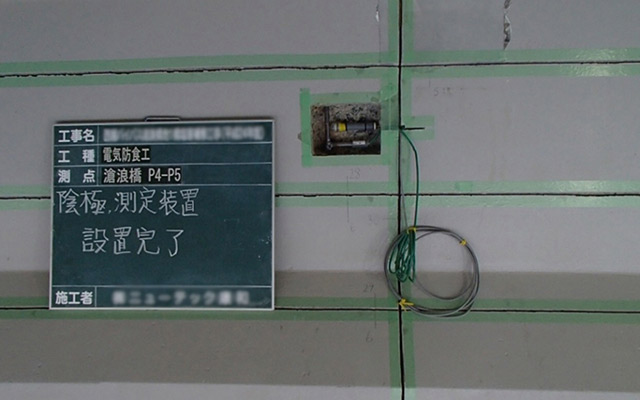 工事名
工種 電気防食工
測点 滄浪橋 P4-P5
陰極,測定装置
設置完了
施工者